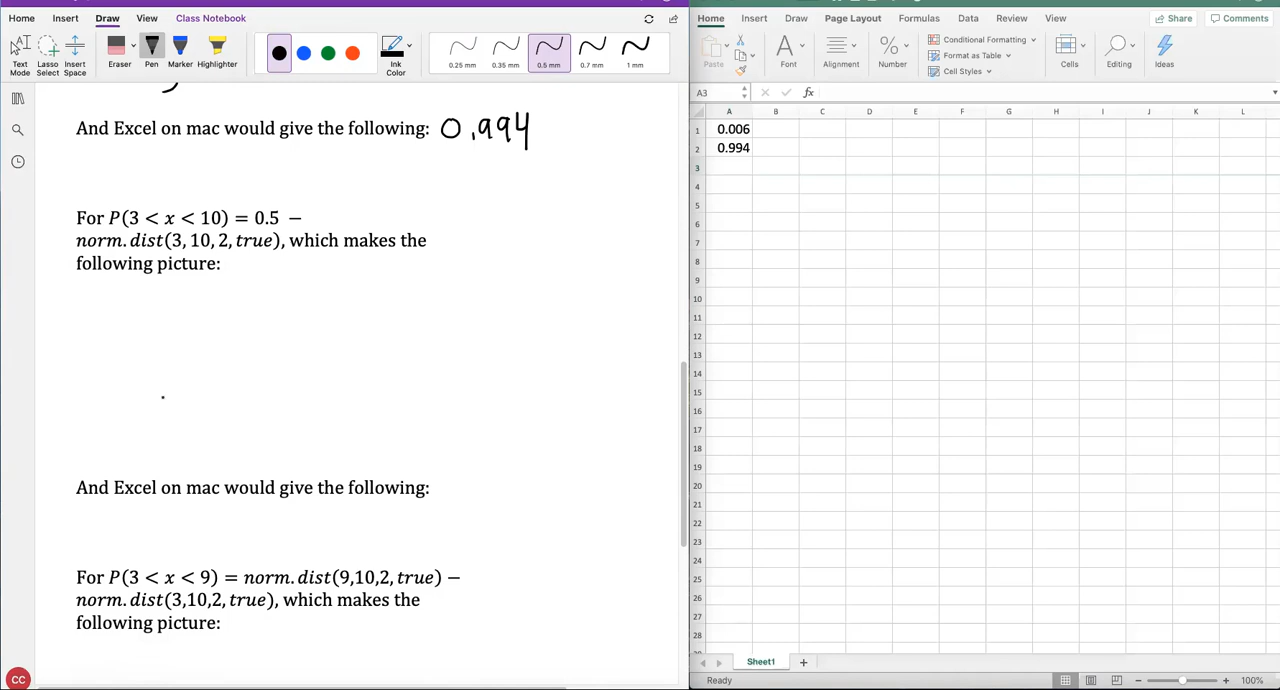 Home Insert Draw View Class Notebook
Text Mode Lasso Select Insert Space Eraser Pen Marker Highlighter Ink Color 0.25 mm 0.35 mm 0.5 mm 0.7 mm 1 mm
And Excel on mac would give the following: 0.994
For P(3 < x < 10) = 0.5 −
norm.dist(3, 10, 2, true), which makes the
following picture:
And Excel on mac would give the following:
For P(3 < x < 9) = norm.dist(9,10,2, true) −
norm.dist(3,10,2, true), which makes the
following picture:
CC
Home Insert Draw Page Layout Formulas Data Review View Share Comments
Paste Font Alignment Number Conditional Formatting Format as Table Cell Styles Cells Editing Ideas
A3 fx
A B C D E F G H I J K L
1 0.006
2 0.994
3
4
5
6
7
8
9
10
11
12
13
14
15
16
17
18
19
20
21
22
23
24
25
26
27
28
Sheet1 +
Ready 100%